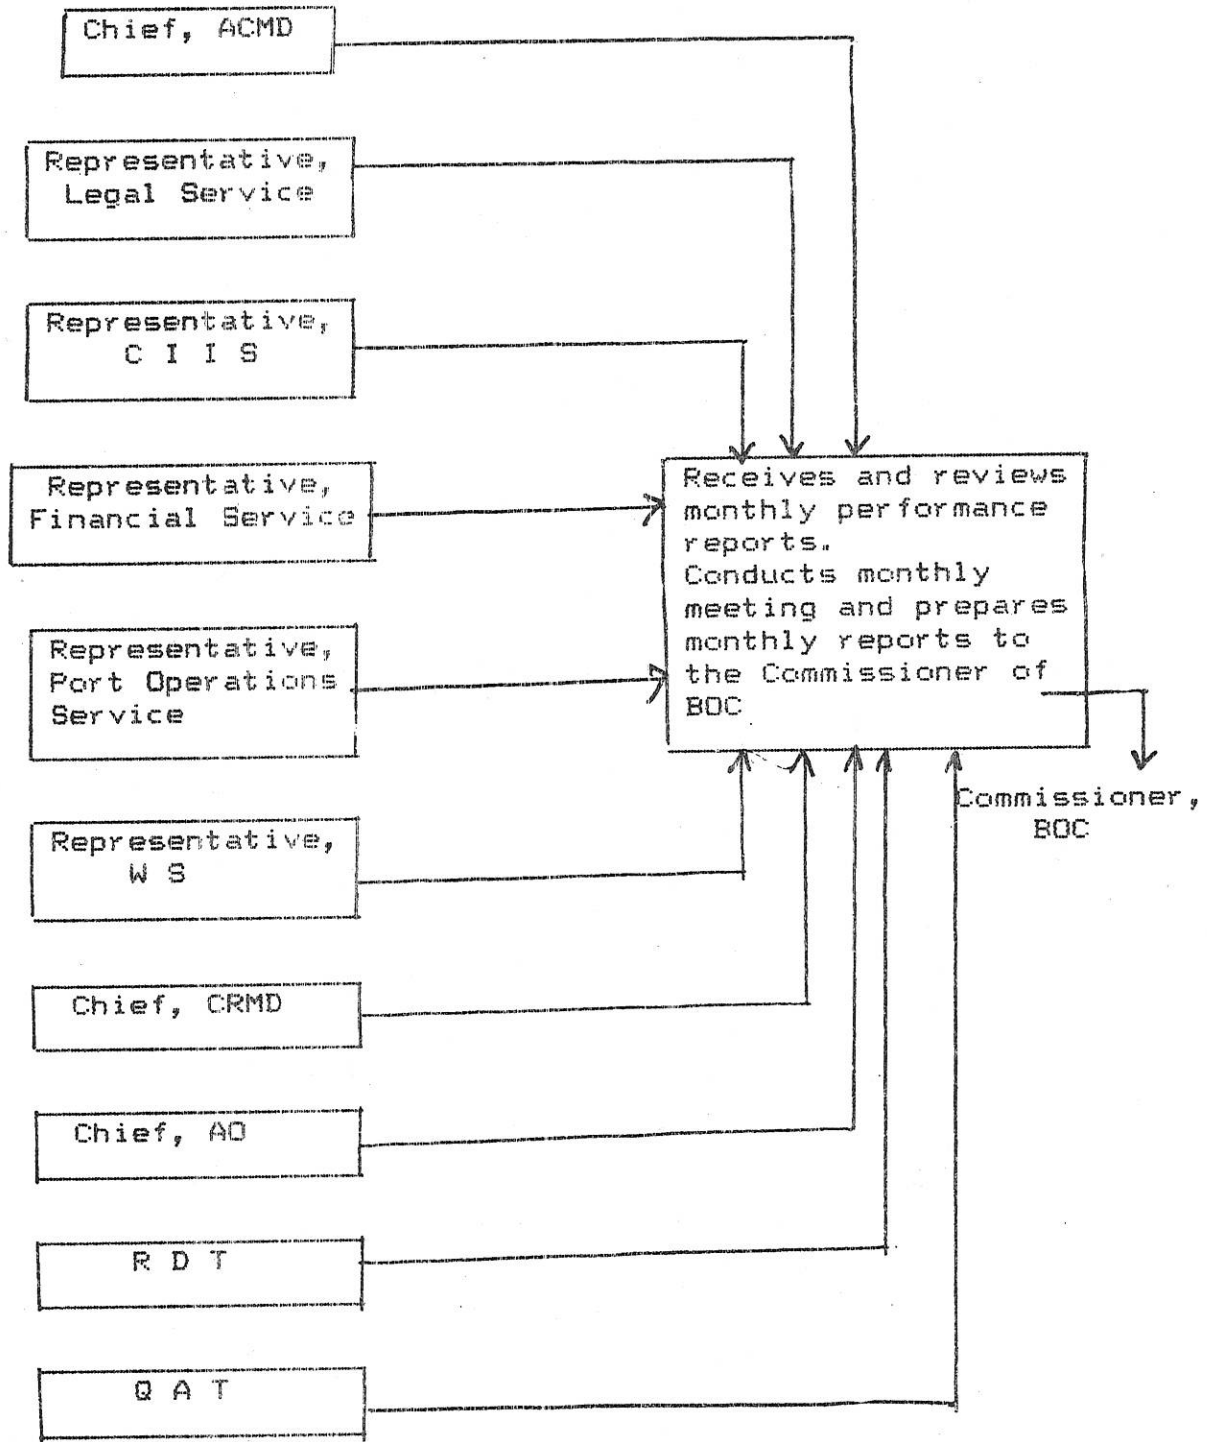 Chief, ACMD
Representative,
Legal Service
Representative,
C I I S
Representative,
Financial Service
Receives and reviews
monthly performance
reports.
Conducts monthly
meeting and prepares
monthly reports to
the Commissioner of
BOC
Representative,
Port Operations
Service
Commissioner,
BOC
Representative,
W S
Chief, CRMD
Chief, AO
R D T
Q A T